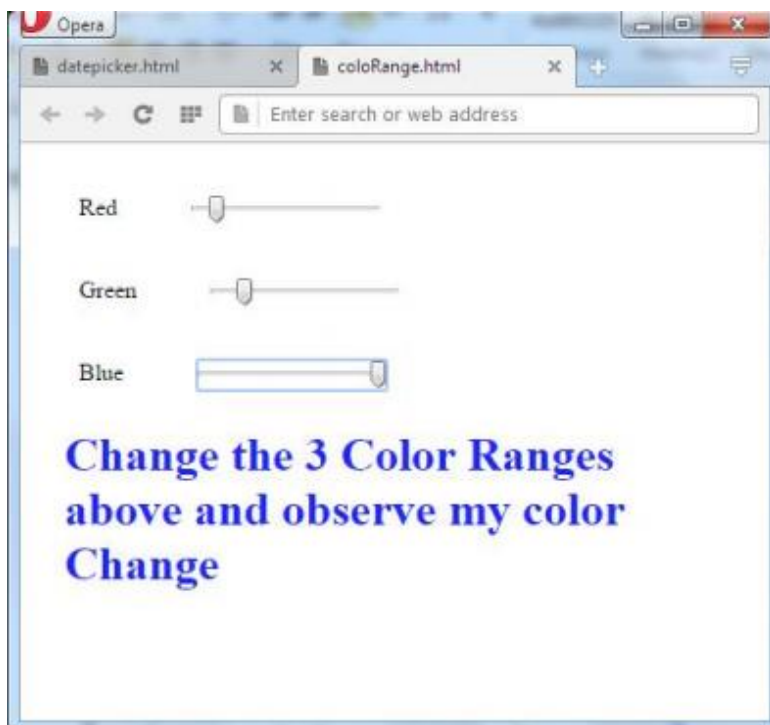 Opera
datepicker.html
coloRange.html
Enter search or web address
Red
Green
Blue
Change the 3 Color Ranges
above and observe my color
Change